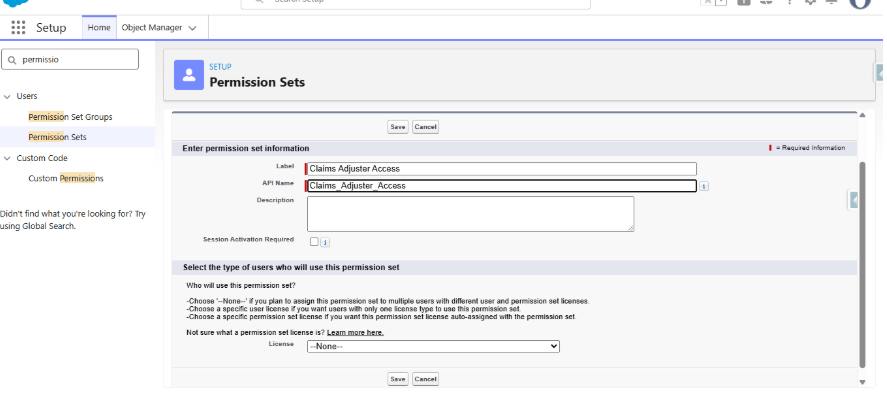 Search Setup
Setup
Home
Object Manager
permissio
Users
Permission Set Groups
Permission Sets
Custom Code
Custom Permissions
Didn't find what you're looking for? Try
using Global Search.
SETUP
Permission Sets
Save Cancel
Enter permission set information
= Required Information
Label
Claims Adjuster Access
API Name
Claims_Adjuster_Access
i
Description
Session Activation Required
i
Select the type of users who will use this permission set
Who will use this permission set?
-Choose '--None--' if you plan to assign this permission set to multiple users with different user and permission set licenses.
-Choose a specific user license if you want users with only one license type to use this permission set.
-Choose a specific permission set license if you want this permission set license auto-assigned with the permission set.
Not sure what a permission set license is? Learn more here.
License
--None--
Save Cancel